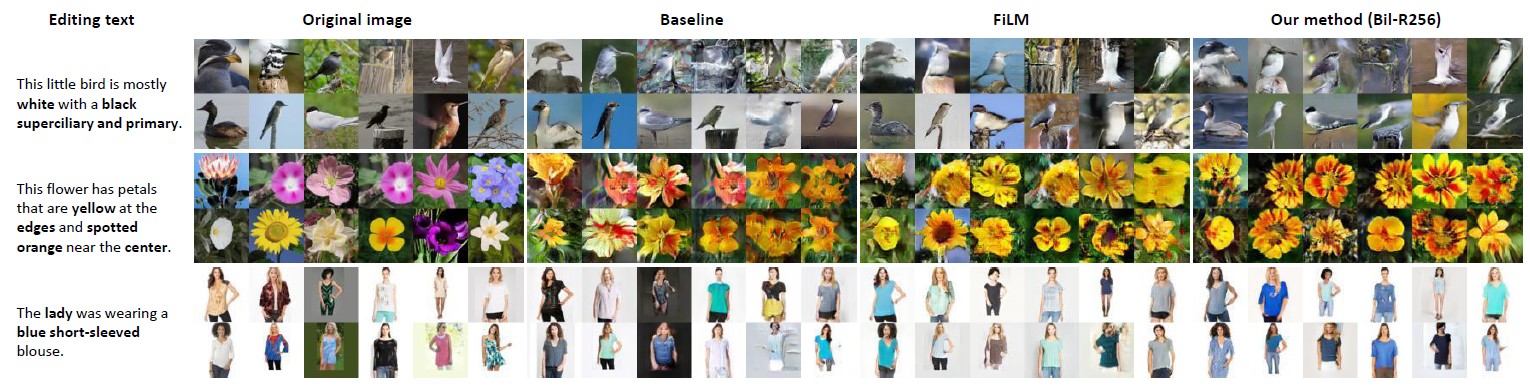 Editing text
Original image
Baseline
FiLM
Our method (Bil-R256)
This little bird is mostly
white with a black
superciliary and primary.
This flower has petals
that are yellow at the
edges and spotted
orange near the center.
The lady was wearing a
blue short-sleeved
blouse.